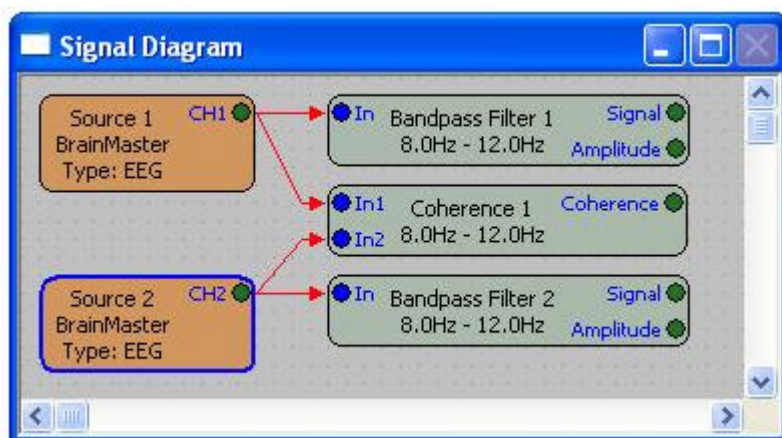 Signal Diagram
Source 1
CH1
BrainMaster
Type: EEG
In
Bandpass Filter 1
Signal
8.0Hz - 12.0Hz
Amplitude
In1
Coherence 1
Coherence
In2
8.0Hz - 12.0Hz
Source 2
CH2
BrainMaster
Type: EEG
In
Bandpass Filter 2
Signal
8.0Hz - 12.0Hz
Amplitude